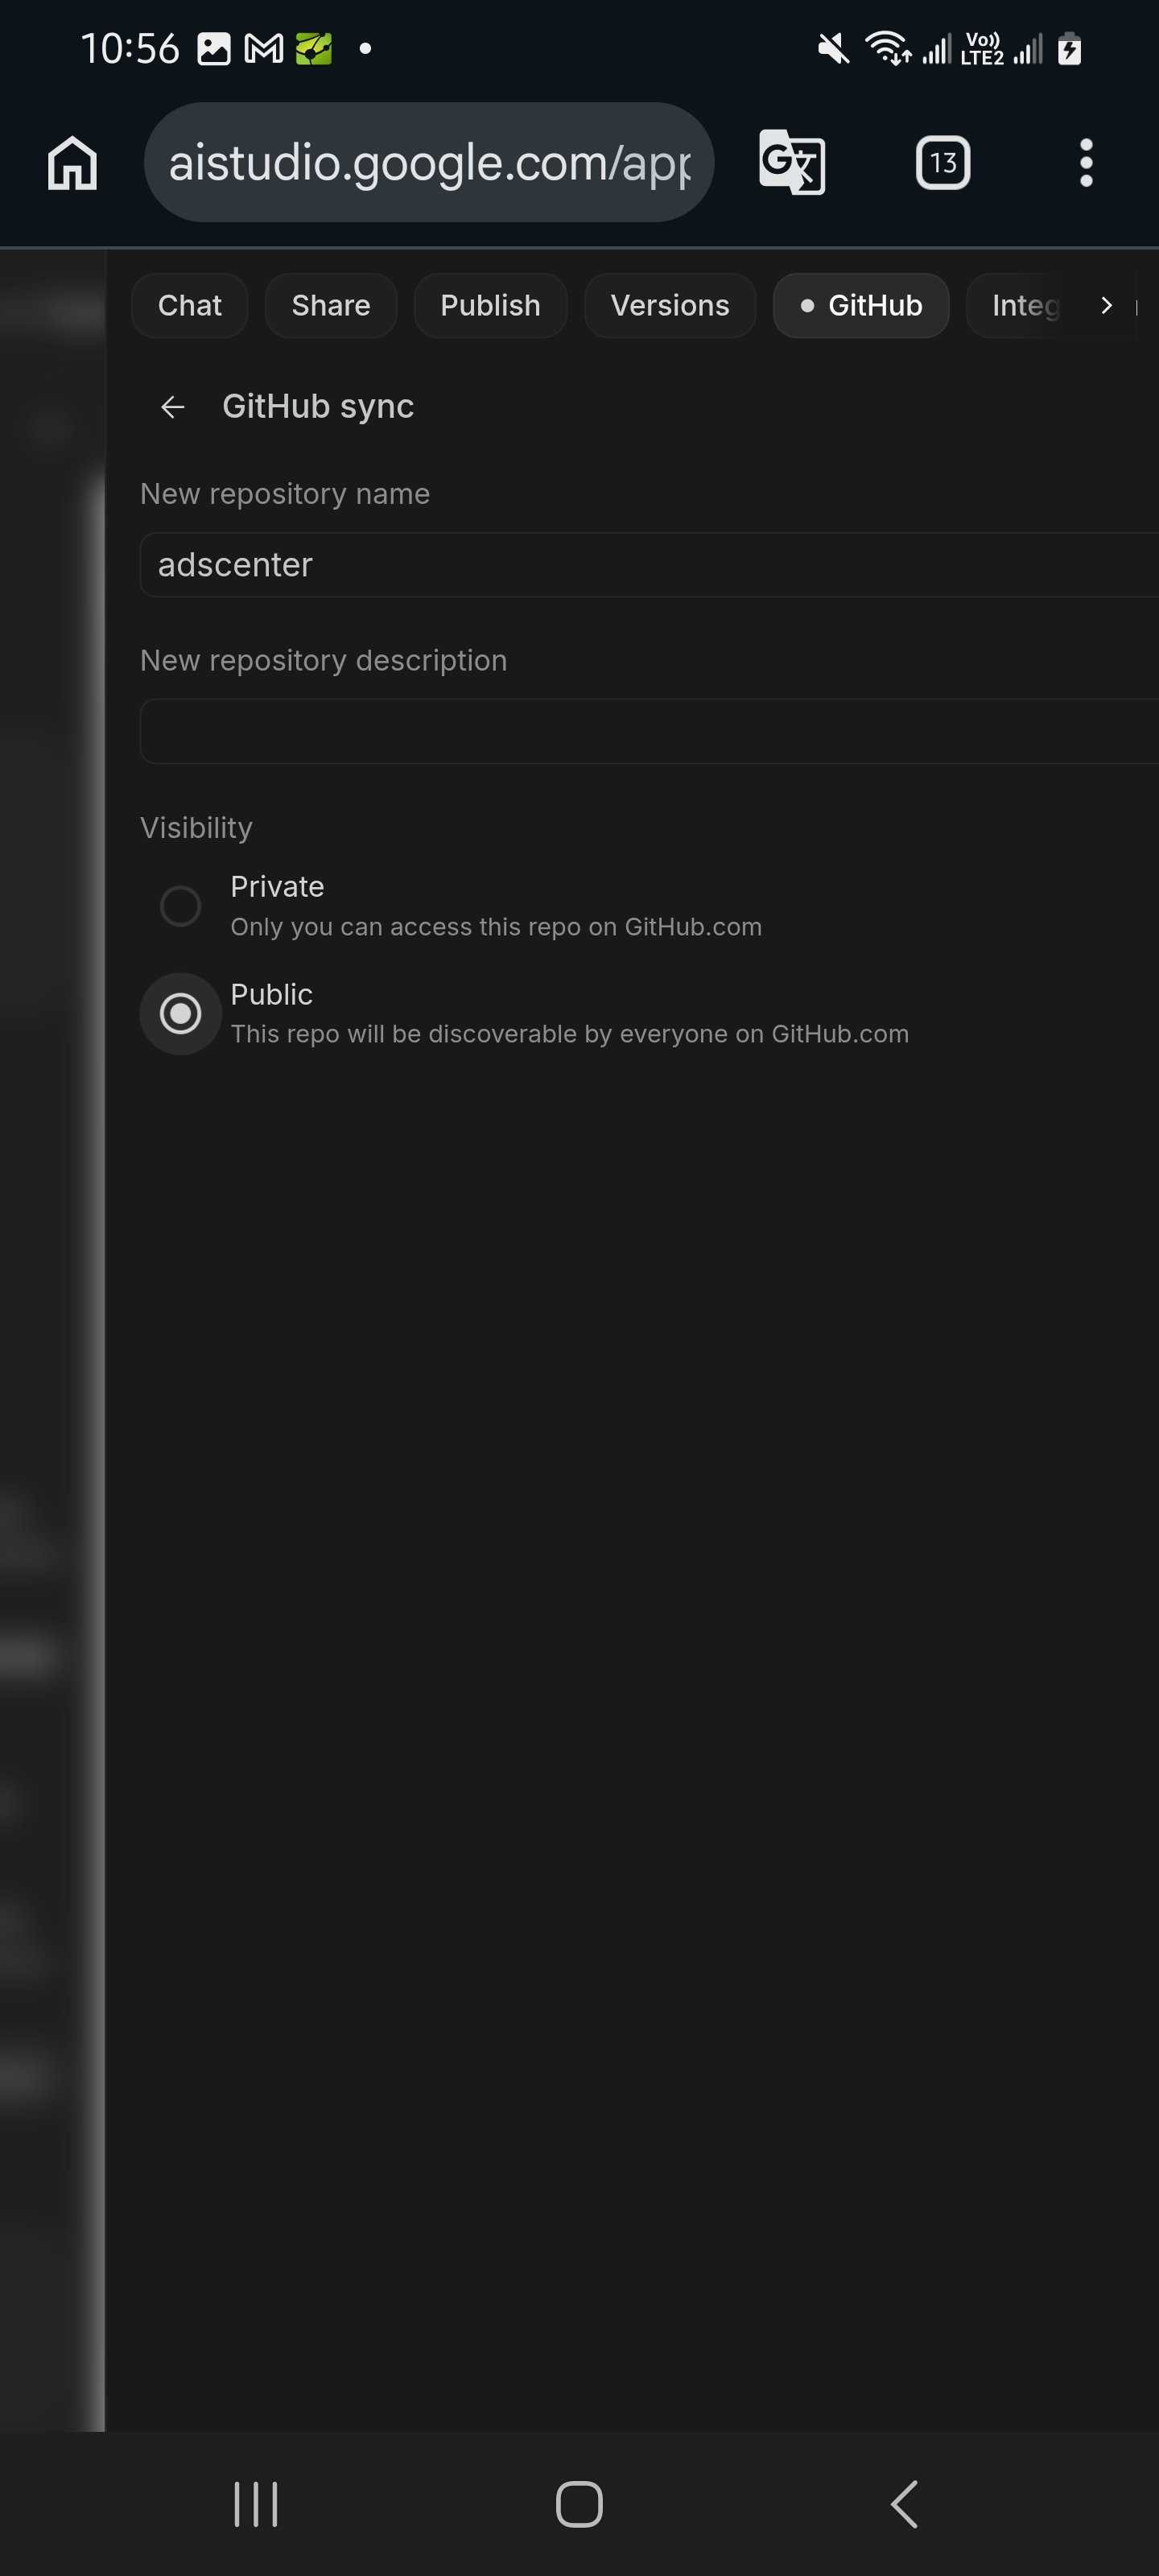 10:56
Vo)) LTE2
aistudio.google.com/app
13
Chat Share Publish Versions GitHub Integ
GitHub sync
New repository name
adscenter
New repository description
Visibility
Private
Only you can access this repo on GitHub.com
Public
This repo will be discoverable by everyone on GitHub.com